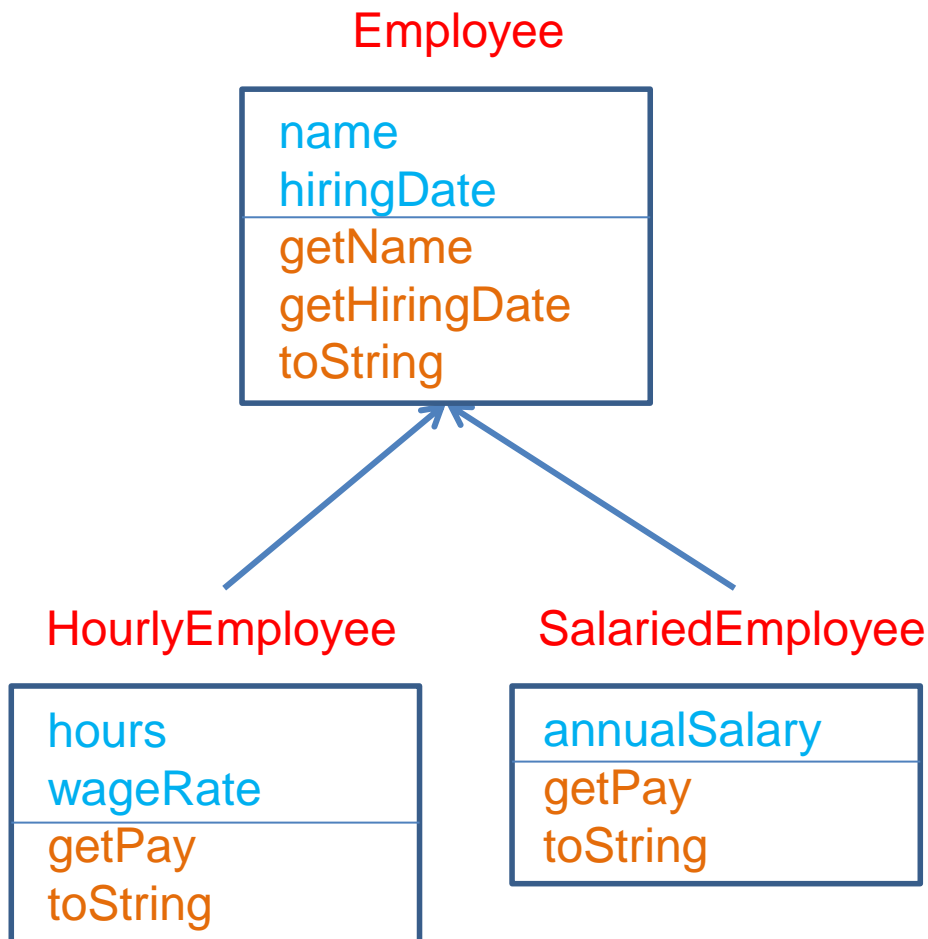 Employee
name
hiringDate
getName
getHiringDate
toString
HourlyEmployee
hours
wageRate
getPay
toString
SalariedEmployee
annualSalary
getPay
toString